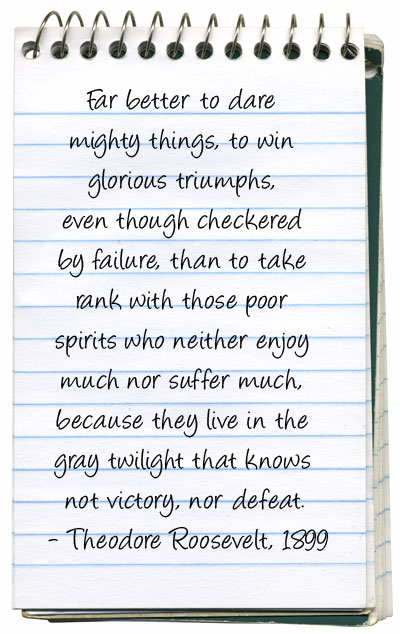 Far better to dare
mighty things, to win
glorious triumphs,
even though checkered
by failure, than to take
rank with those poor
spirits who neither enjoy
much nor suffer much,
because they live in the
gray twilight that knows
not victory, nor defeat.
- Theodore Roosevelt, 1899